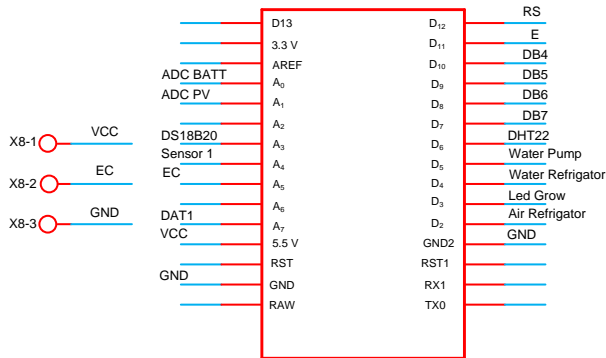 RS
D13 D12
E
3.3 V D11
DB4
AREF D10
ADC BATT DB5
A0 D9
ADC PV DB6
A1 D8
DB7
A2 D7
X8-1 VCC DS18B20 A3 D6 DHT22
Sensor 1 A4 D5 Water Pump
X8-2 EC EC A5 D4 Water Refrigator
A6 D3 Led Grow
X8-3 GND DAT1 A7 D2 Air Refrigator
VCC 5.5 V GND2 GND
RST RST1
GND GND RX1
RAW TX0